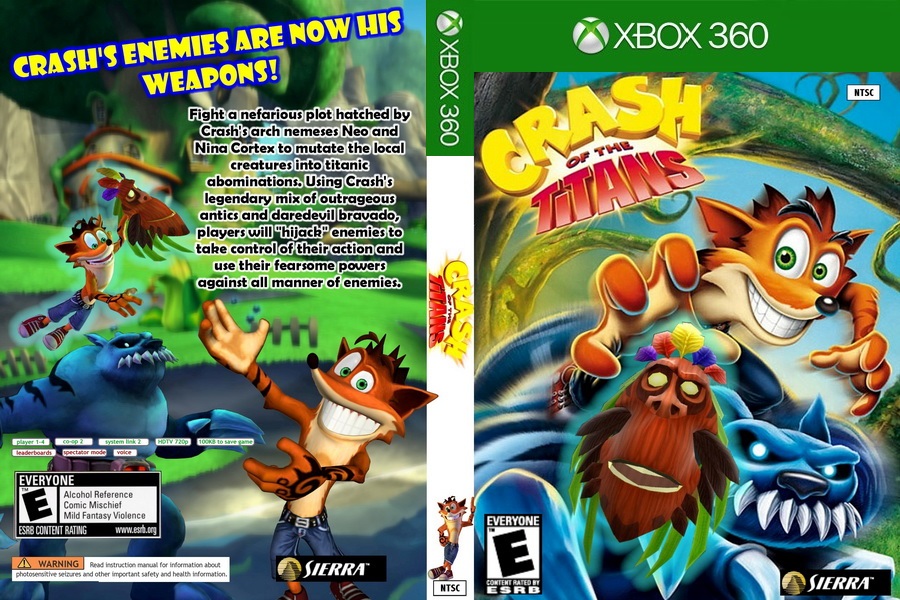 CRASH'S ENEMIES ARE NOW HIS
WEAPONS!
Fight a nefarious plot hatched by
Crash's arch nemeses Neo and
Nina Cortex to mutate the local
creatures into titanic
abominations. Using Crash's
legendary mix of outrageous
antics and daredevil bravado,
players will "hijack" enemies to
take control of their action and
use their fearsome powers
against all manner of enemies.
player 1-4 co-op 2 system link 2 HDTV 720p 100KB to save game
leaderboards spectator mode voice
EVERYONE
E
Alcohol Reference
Comic Mischief
Mild Fantasy Violence
ESRB CONTENT RATING www.esrb.org
WARNING Read instruction manual for information about
photosensitive seizures and other important safety and health information.
SIERRA™
XBOX 360
CRASH
OF THE
TITANS
NTSC
XBOX 360
NTSC
CRASH
OF THE
TITANS
EVERYONE
E
CONTENT RATED BY
ESRB
SIERRA™